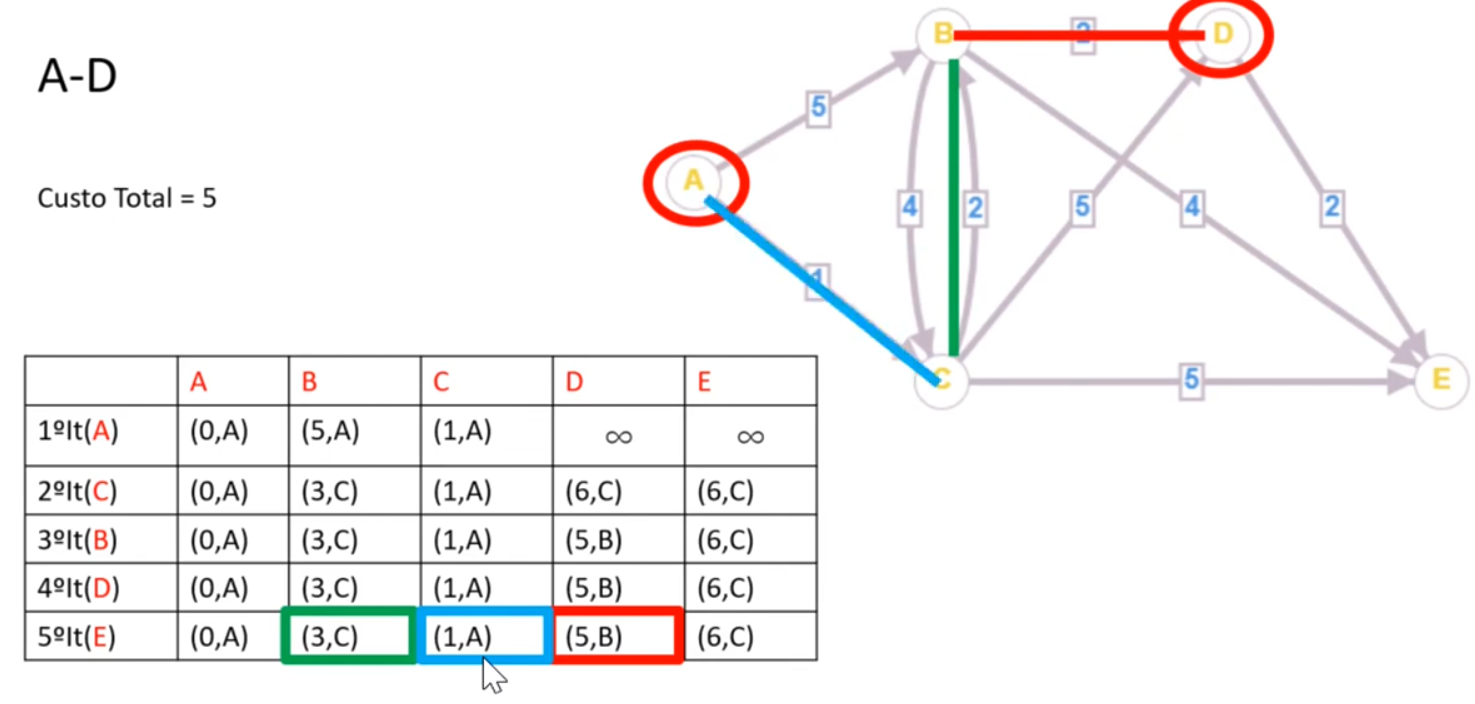 A-D
Custo Total = 5
B
2
D
5
A
4
2
5
4
2
1
C
5
E
A B C D E
1ºIt(A) (0,A) (5,A) (1,A) ∞ ∞
2ºIt(C) (0,A) (3,C) (1,A) (6,C) (6,C)
3ºIt(B) (0,A) (3,C) (1,A) (5,B) (6,C)
4ºIt(D) (0,A) (3,C) (1,A) (5,B) (6,C)
5ºIt(E) (0,A) (3,C) (1,A) (5,B) (6,C)